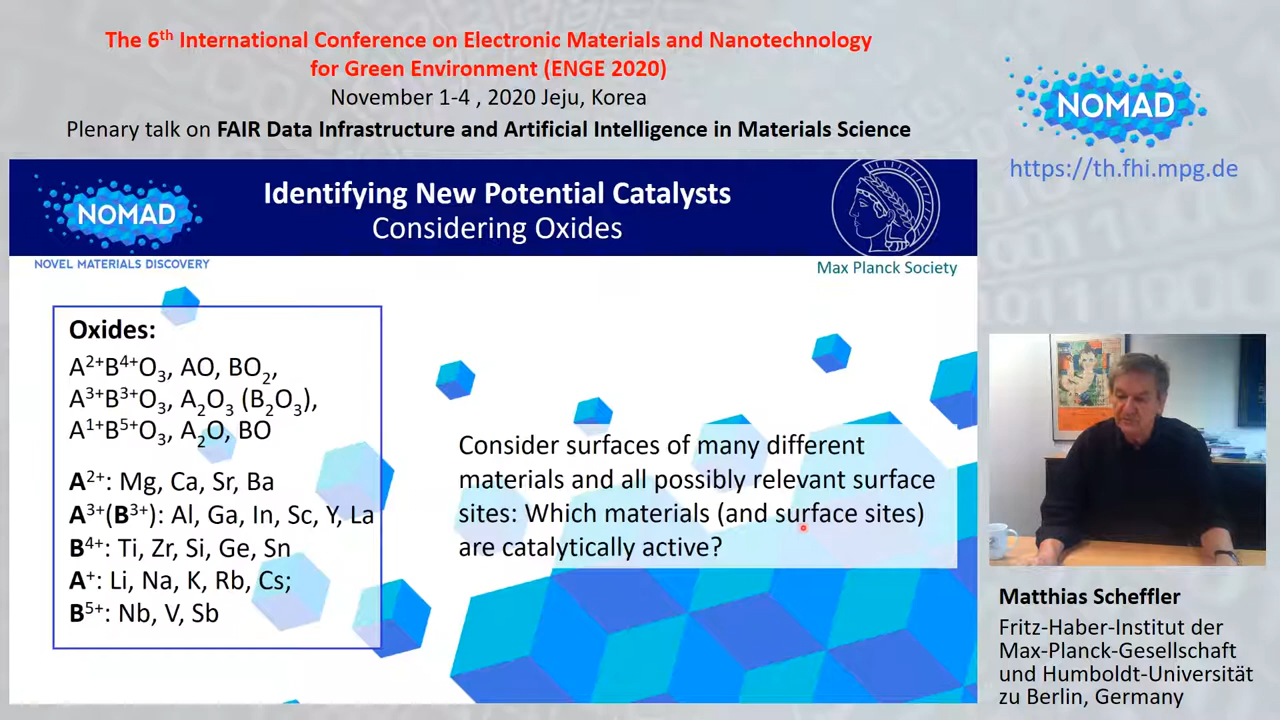 The 6th International Conference on Electronic Materials and Nanotechnology
for Green Environment (ENGE 2020)
November 1-4 , 2020 Jeju, Korea
Plenary talk on FAIR Data Infrastructure and Artificial Intelligence in Materials Science
NOMAD
https://th.fhi.mpg.de
NOMAD
NOVEL MATERIALS DISCOVERY
Identifying New Potential Catalysts
Considering Oxides
Max Planck Society
Oxides:
A²⁺B⁴⁺O₃, AO, BO₂,
A³⁺B³⁺O₃, A₂O₃ (B₂O₃),
A¹⁺B⁵⁺O₃, A₂O, BO
A²⁺: Mg, Ca, Sr, Ba
A³⁺(B³⁺): Al, Ga, In, Sc, Y, La
B⁴⁺: Ti, Zr, Si, Ge, Sn
A⁺: Li, Na, K, Rb, Cs;
B⁵⁺: Nb, V, Sb
Consider surfaces of many different
materials and all possibly relevant surface
sites: Which materials (and surface sites)
are catalytically active?
Matthias Scheffler
Fritz-Haber-Institut der
Max-Planck-Gesellschaft
und Humboldt-Universität
zu Berlin, Germany